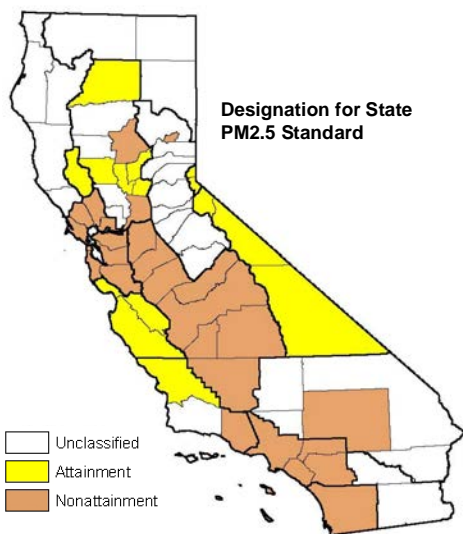 Designation for State
PM2.5 Standard
Unclassified
Attainment
Nonattainment